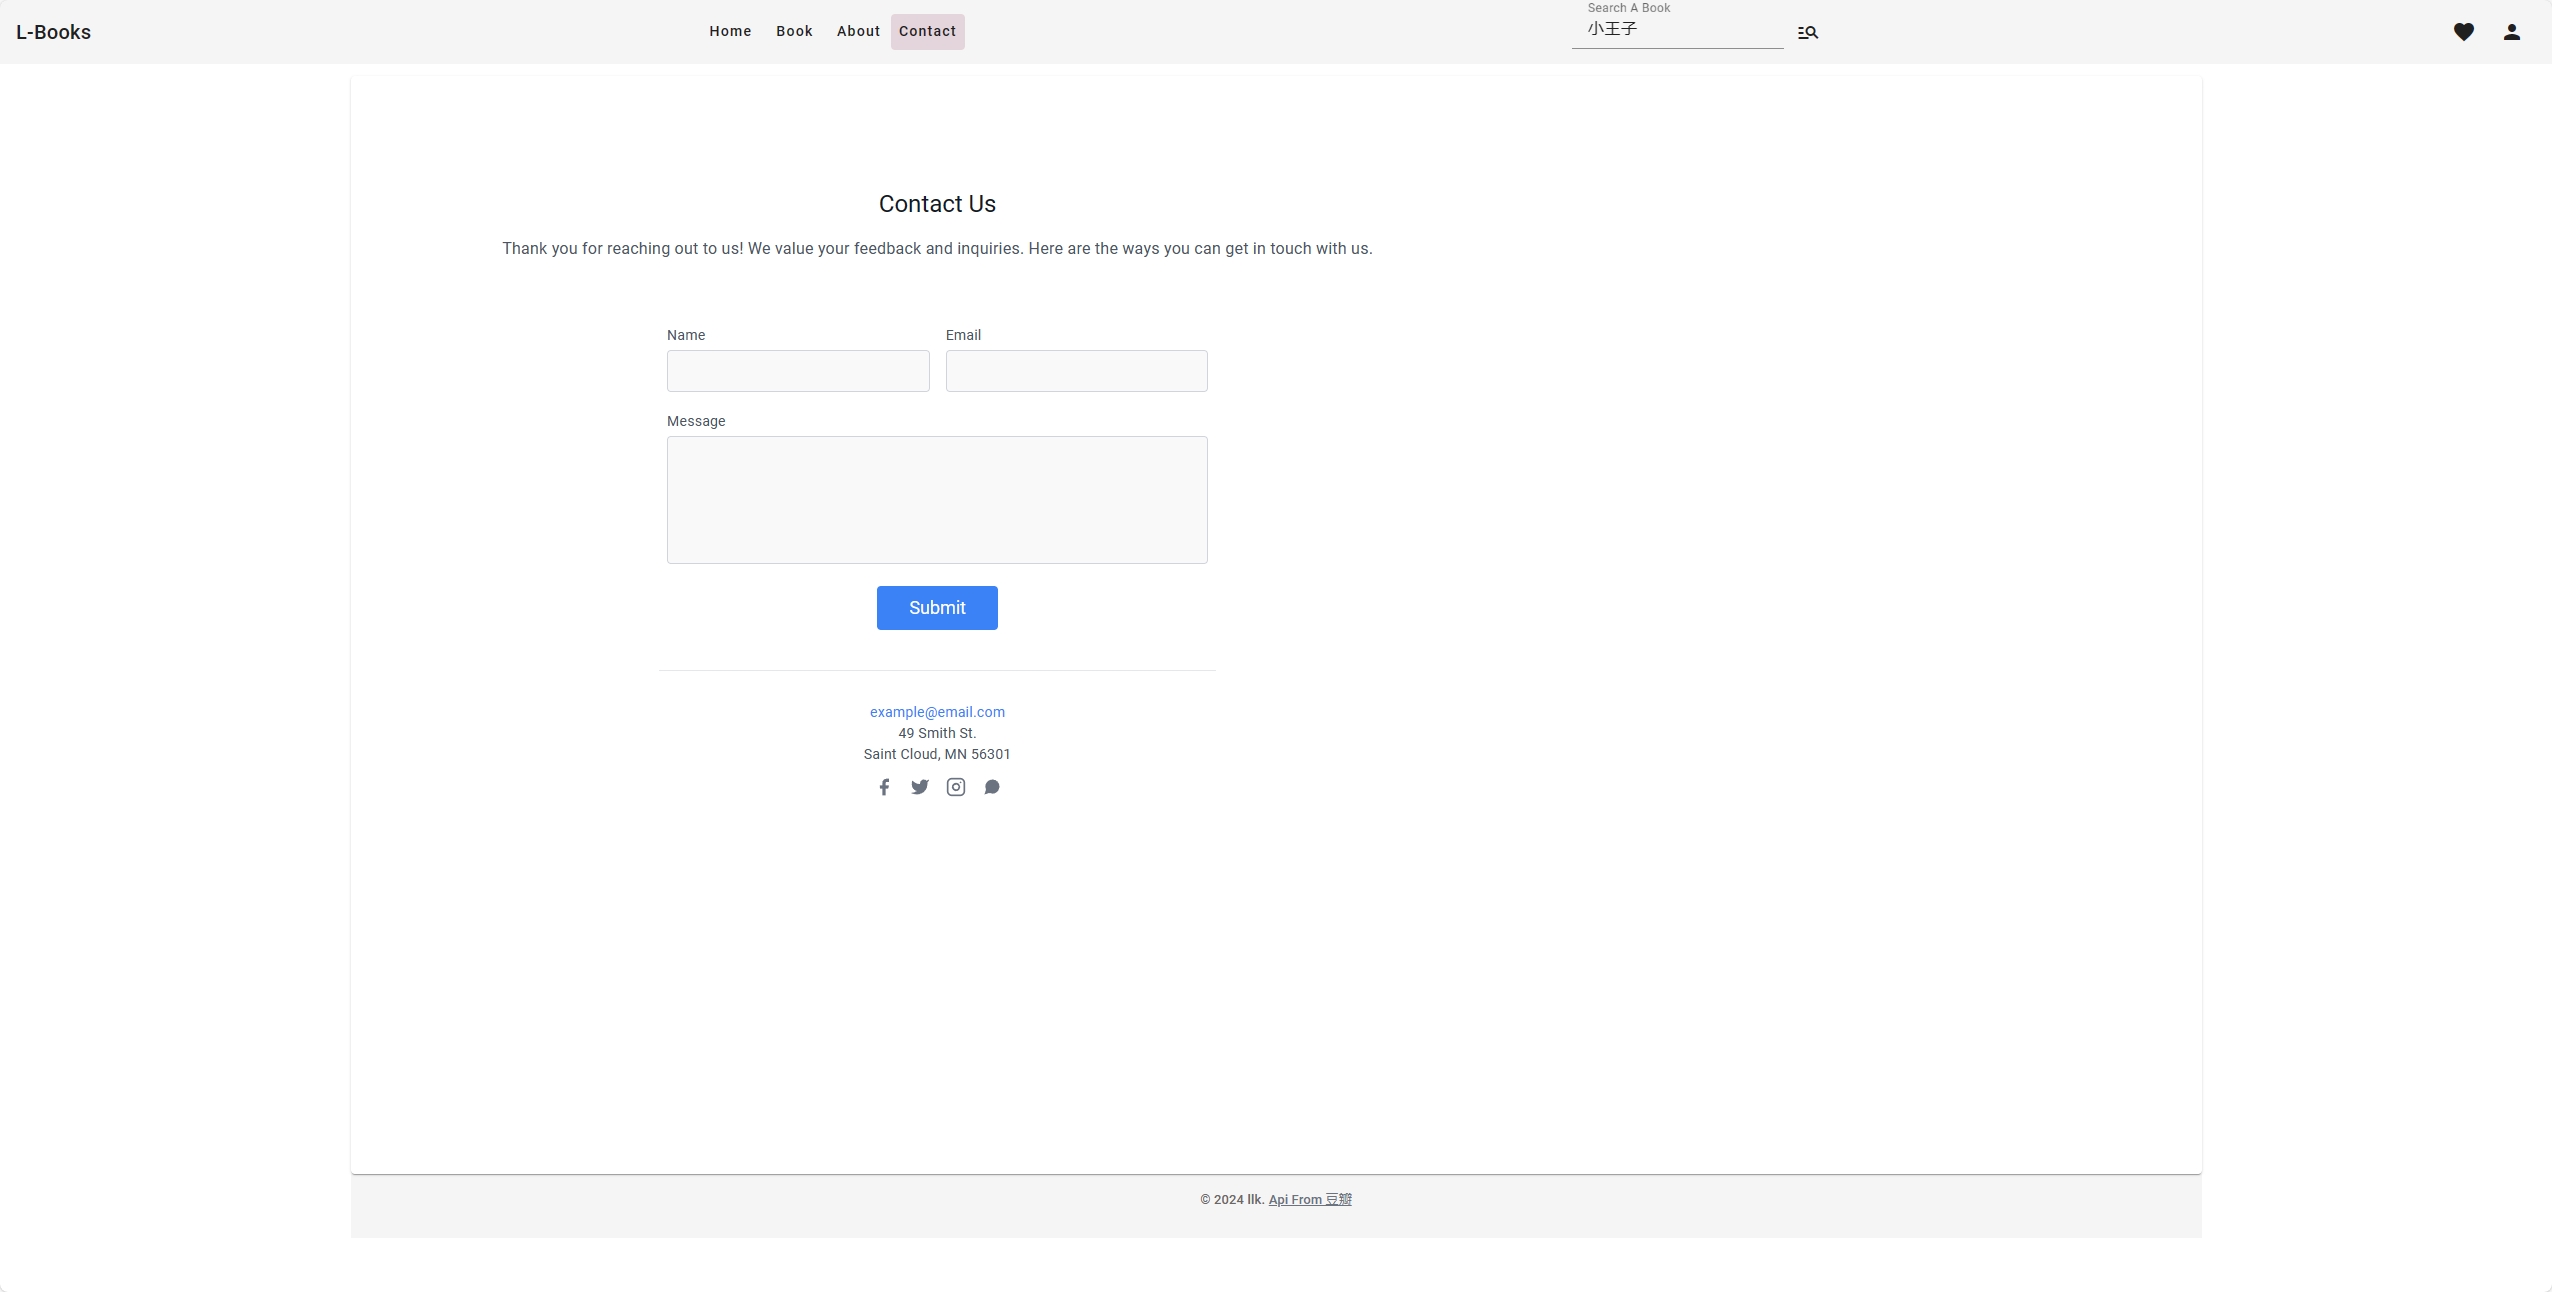 L-Books
Home Book About Contact
Search A Book
小王子
Contact Us
Thank you for reaching out to us! We value your feedback and inquiries. Here are the ways you can get in touch with us.
Name Email
Message
Submit
example@email.com
49 Smith St.
Saint Cloud, MN 56301
© 2024 llk. Api From 豆瓣